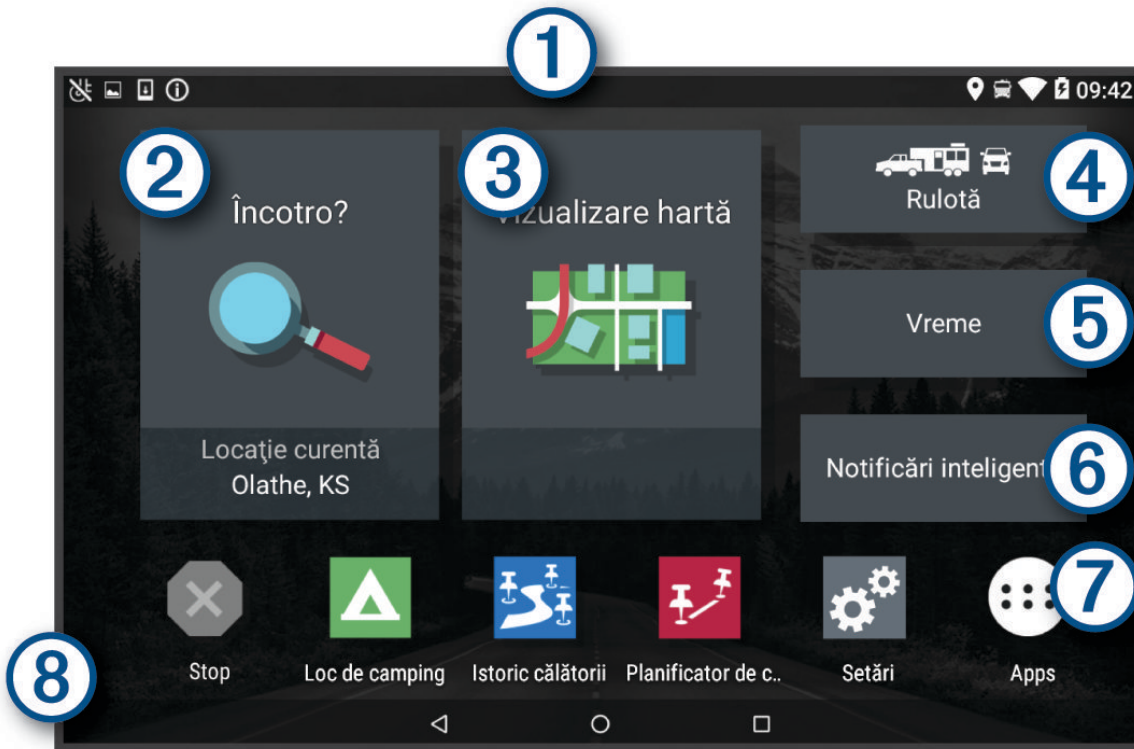 1
09:42
2
Încotro?
Locaţie curentă
Olathe, KS
3
Vizualizare hartă
4
Rulotă
5
Vreme
6
Notificări inteligent
7
Stop
Loc de camping
Istoric călătorii
Planificator de c..
Setări
Apps
8